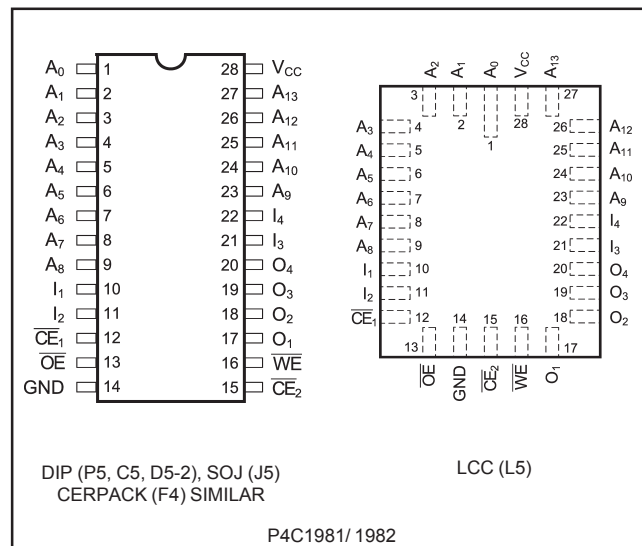 A0 1 28 VCC
A1 2 27 A13
A2 3 26 A12
A3 4 25 A11
A4 5 24 A10
A5 6 23 A9
A6 7 22 I4
A7 8 21 I3
A8 9 20 O4
I1 10 19 O3
I2 11 18 O2
CE1 12 17 O1
OE 13 16 WE
GND 14 15 CE2
DIP (P5, C5, D5-2), SOJ (J5)
CERPACK (F4) SIMILAR
A2 A1 A0 VCC A13
3 2 1 28 27
A3 4 26 A12
A4 5 25 A11
A5 6 24 A10
A6 7 23 A9
A7 8 22 I4
A8 9 21 I3
I1 10 20 O4
I2 11 19 O3
CE1 12 18 O2
13 14 15 16 17
OE GND CE2 WE O1
LCC (L5)
P4C1981/ 1982